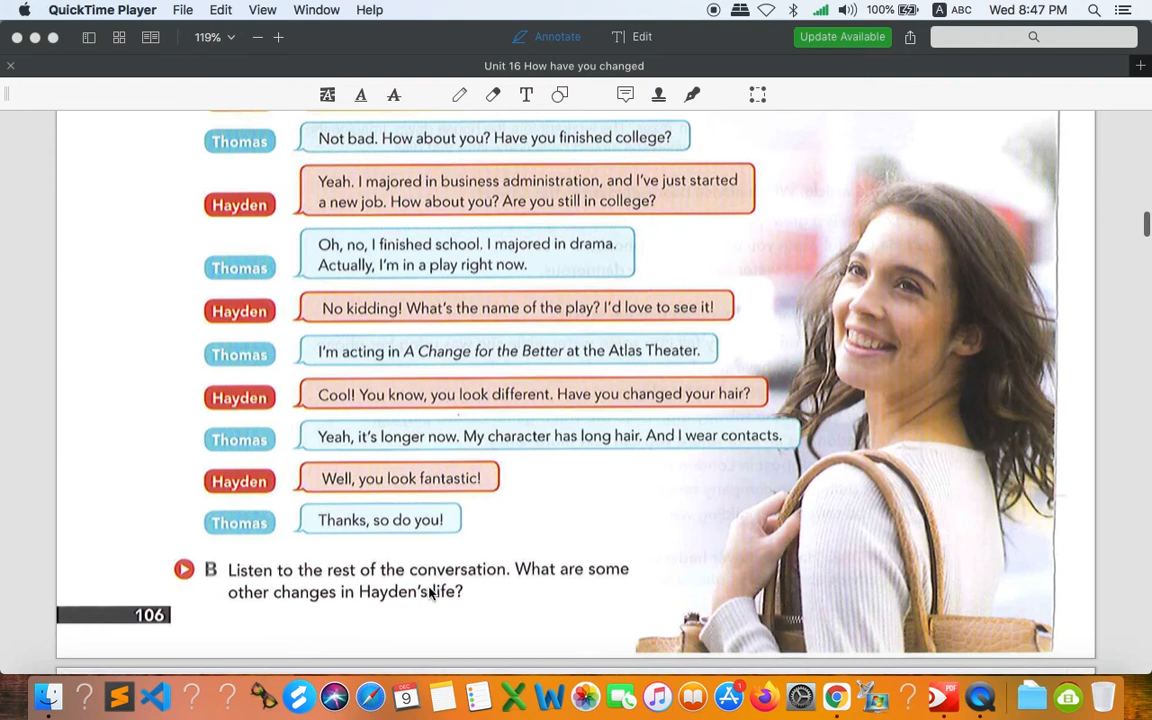 QuickTime Player File Edit View Window Help 100% A ABC Wed 8:47 PM
119% Annotate Edit Update Available
Unit 16 How have you changed
Thomas Not bad. How about you? Have you finished college?
Yeah. I majored in business administration, and I've just started
Hayden a new job. How about you? Are you still in college?
Oh, no, I finished school. I majored in drama.
Thomas Actually, I'm in a play right now.
Hayden No kidding! What's the name of the play? I'd love to see it!
Thomas I'm acting in A Change for the Better at the Atlas Theater.
Hayden Cool! You know, you look different. Have you changed your hair?
Thomas Yeah, it's longer now. My character has long hair. And I wear contacts.
Hayden Well, you look fantastic!
Thomas Thanks, so do you!
B Listen to the rest of the conversation. What are some
other changes in Hayden's life?
106